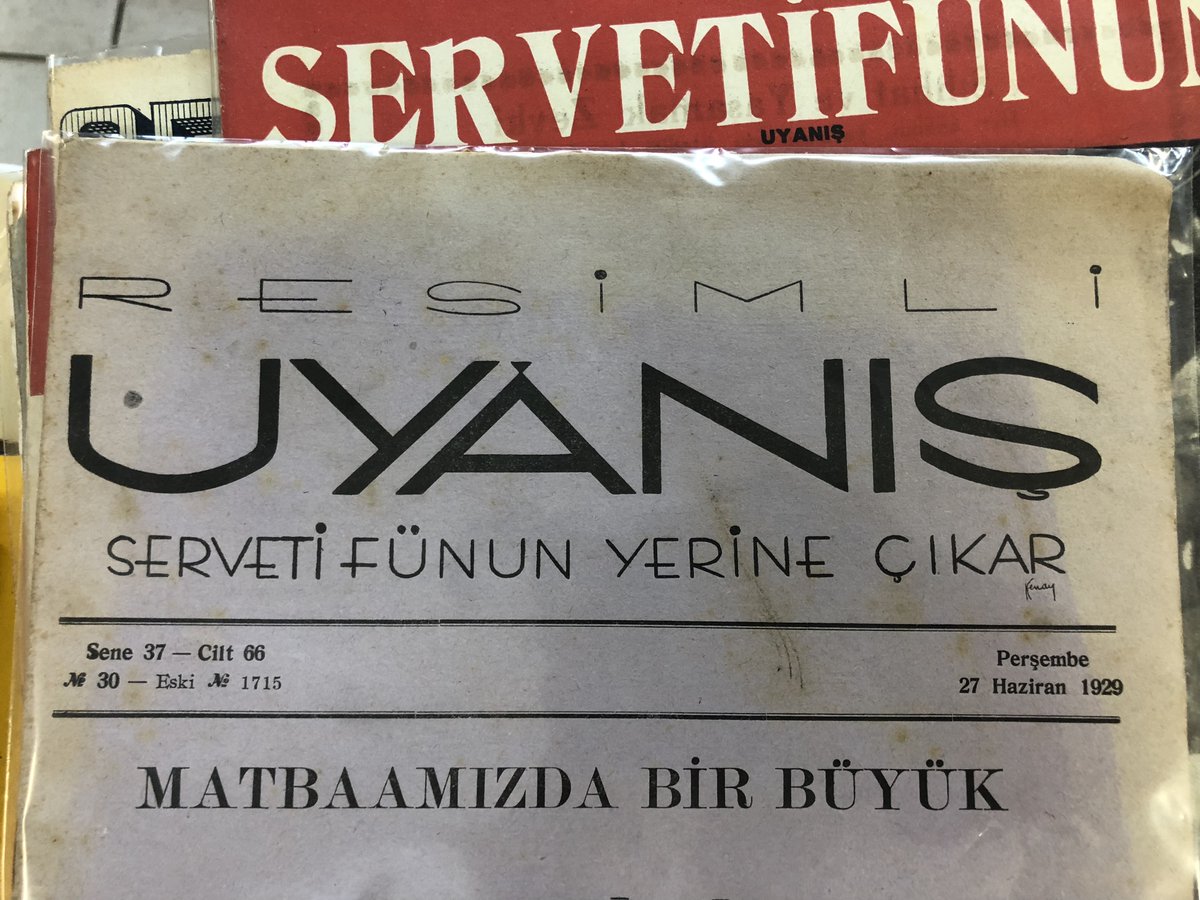 SERVETİFÜNUN
UYANIŞ
RESİMLİ
UYANIŞ
SERVETİFÜNUN YERİNE ÇIKAR
Kenay
Sene 37 — Cilt 66
№ 30 — Eski № 1715
Perşembe
27 Haziran 1929
MATBAAMIZDA BİR BÜYÜK